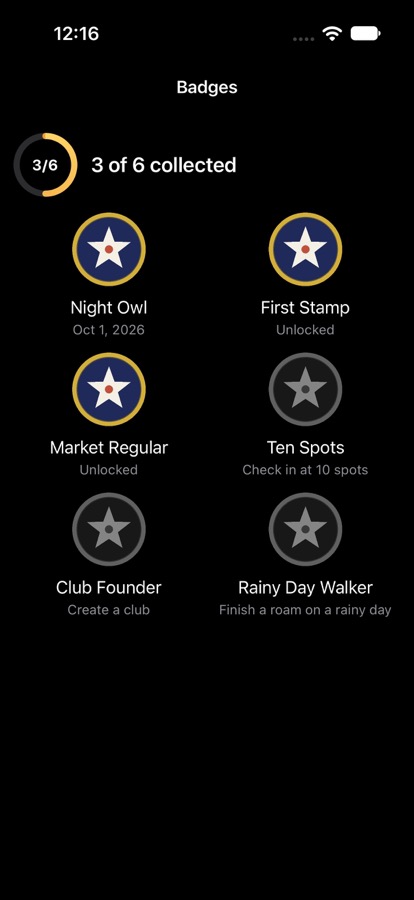 12:16
Badges
3/6
3 of 6 collected
Night Owl
Oct 1, 2026
First Stamp
Unlocked
Market Regular
Unlocked
Ten Spots
Check in at 10 spots
Club Founder
Create a club
Rainy Day Walker
Finish a roam on a rainy day